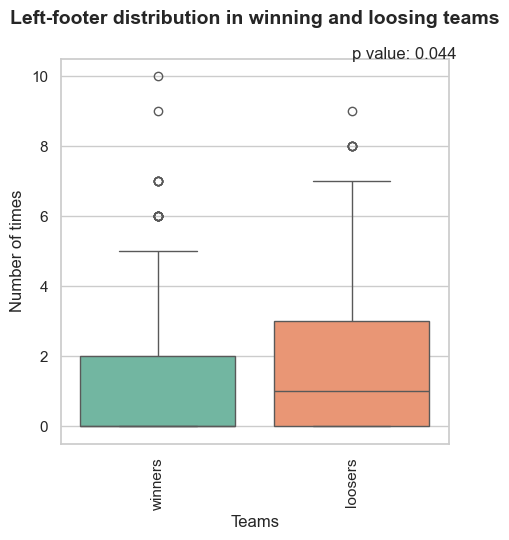 Left-footer distribution in winning and loosing teams
p value: 0.044
10
8
6
4
2
0
Number of times
winners
loosers
Teams